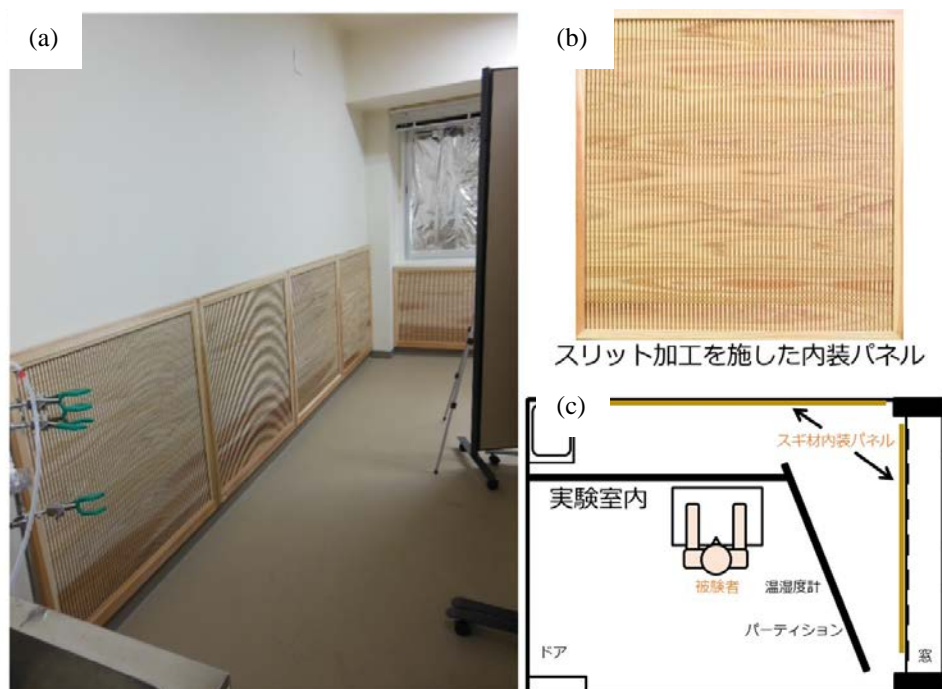 (a)
(b)
スリット加工を施した内装パネル
(c)
スギ材内装パネル
実験室内
被験者
温湿度計
パーティション
ドア
窓